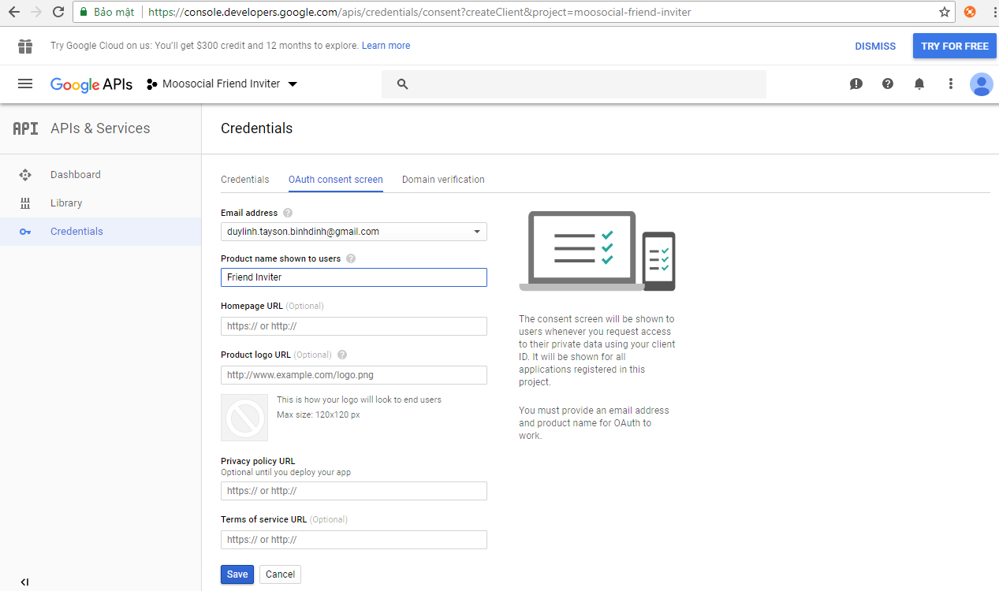 Bảo mật https://console.developers.google.com/apis/credentials/consent?createClient&project=moosocial-friend-inviter
Try Google Cloud on us: You'll get $300 credit and 12 months to explore. Learn more
DISMISS
TRY FOR FREE
Google APIs
Moosocial Friend Inviter
API
APIs & Services
Dashboard
Library
Credentials
Credentials
Credentials
OAuth consent screen
Domain verification
Email address
duylinh.tayson.binhdinh@gmail.com
Product name shown to users
Friend Inviter
Homepage URL (Optional)
https:// or http://
Product logo URL (Optional)
http://www.example.com/logo.png
This is how your logo will look to end users
Max size: 120x120 px
Privacy policy URL
Optional until you deploy your app
https:// or http://
Terms of service URL (Optional)
https:// or http://
Save
Cancel
The consent screen will be shown to
users whenever you request access
to their private data using your client
ID. It will be shown for all
applications registered in this
project.
You must provide an email address
and product name for OAuth to
work.